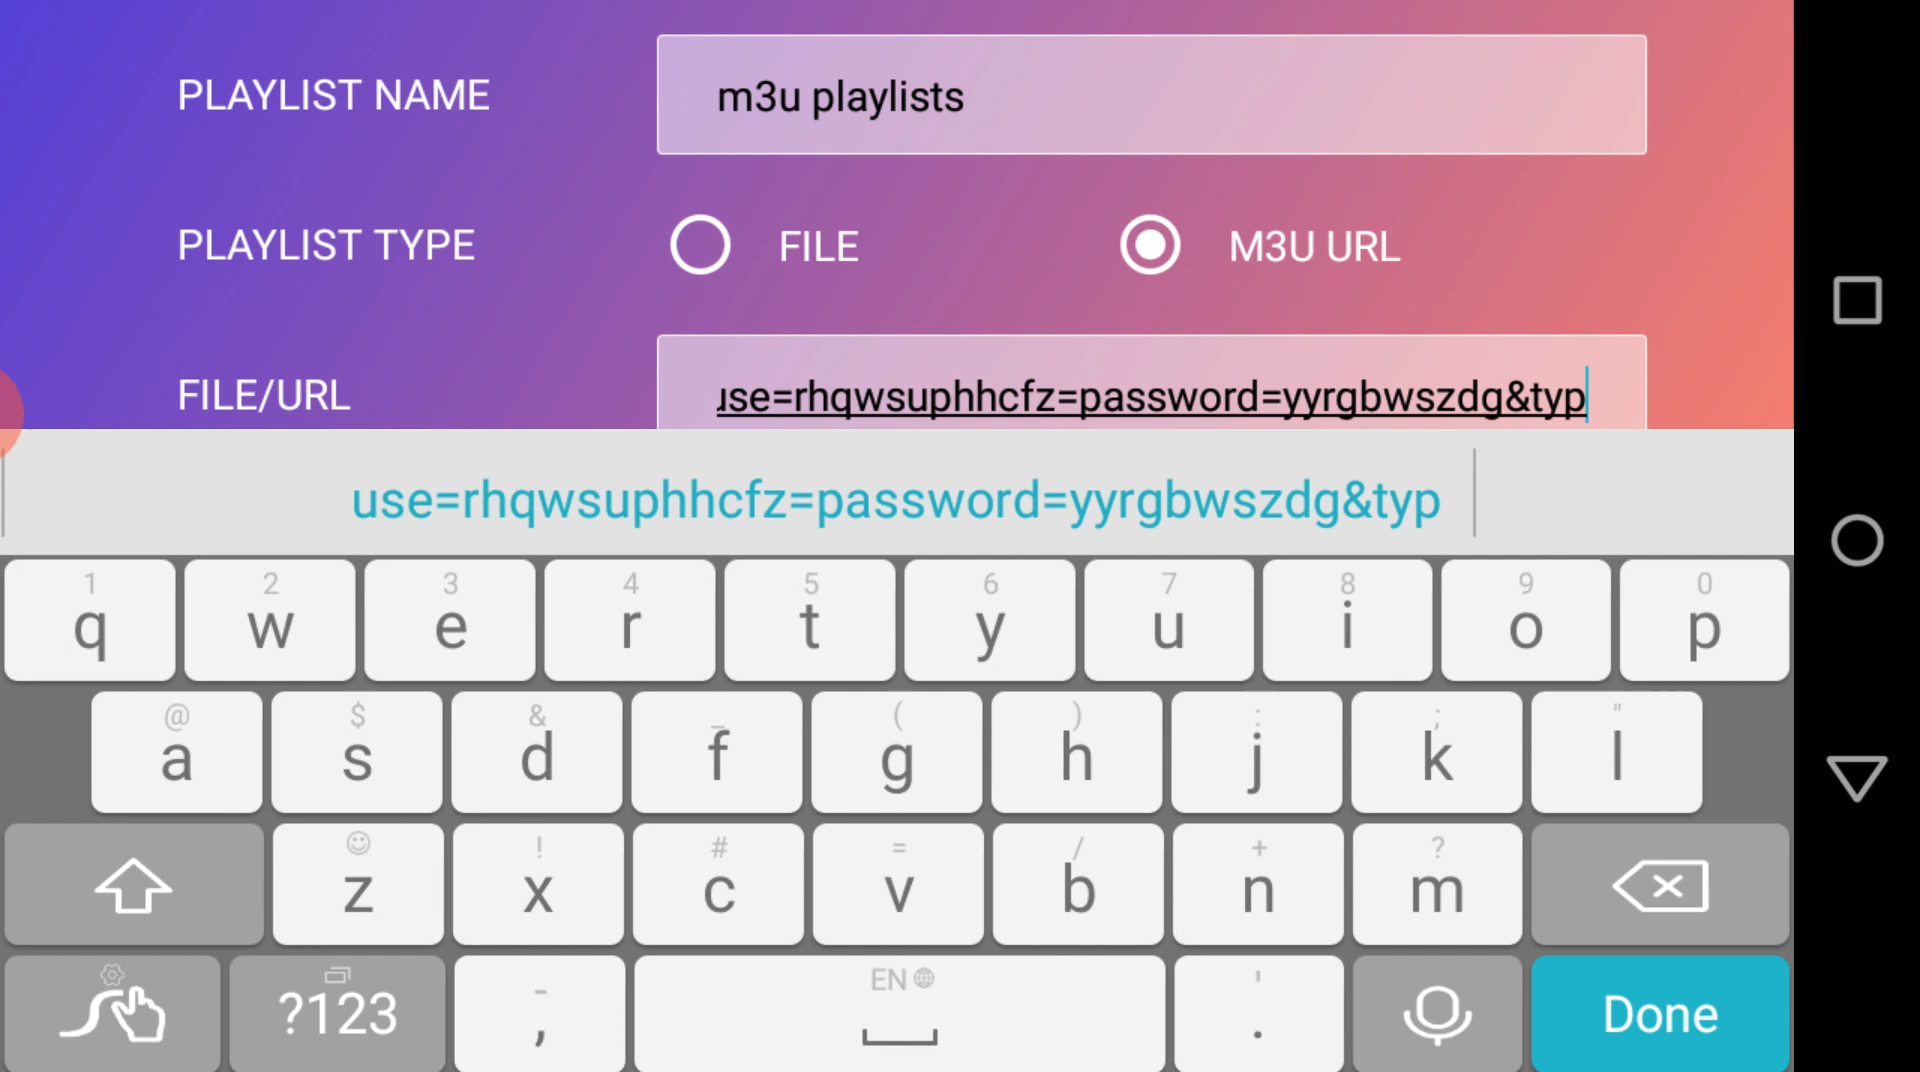 PLAYLIST NAME
m3u playlists
PLAYLIST TYPE
FILE
M3U URL
FILE/URL
use=rhqwsuphhcfz=password=yyrgbwszdg&typ
use=rhqwsuphhcfz=password=yyrgbwszdg&typ
1 2 3 4 5 6 7 8 9 0
q w e r t y u i o p
@ $ & _ ( ) : ; "
a s d f g h j k l
! # = / + ?
z x c v b n m
- EN '
?123 , . Done